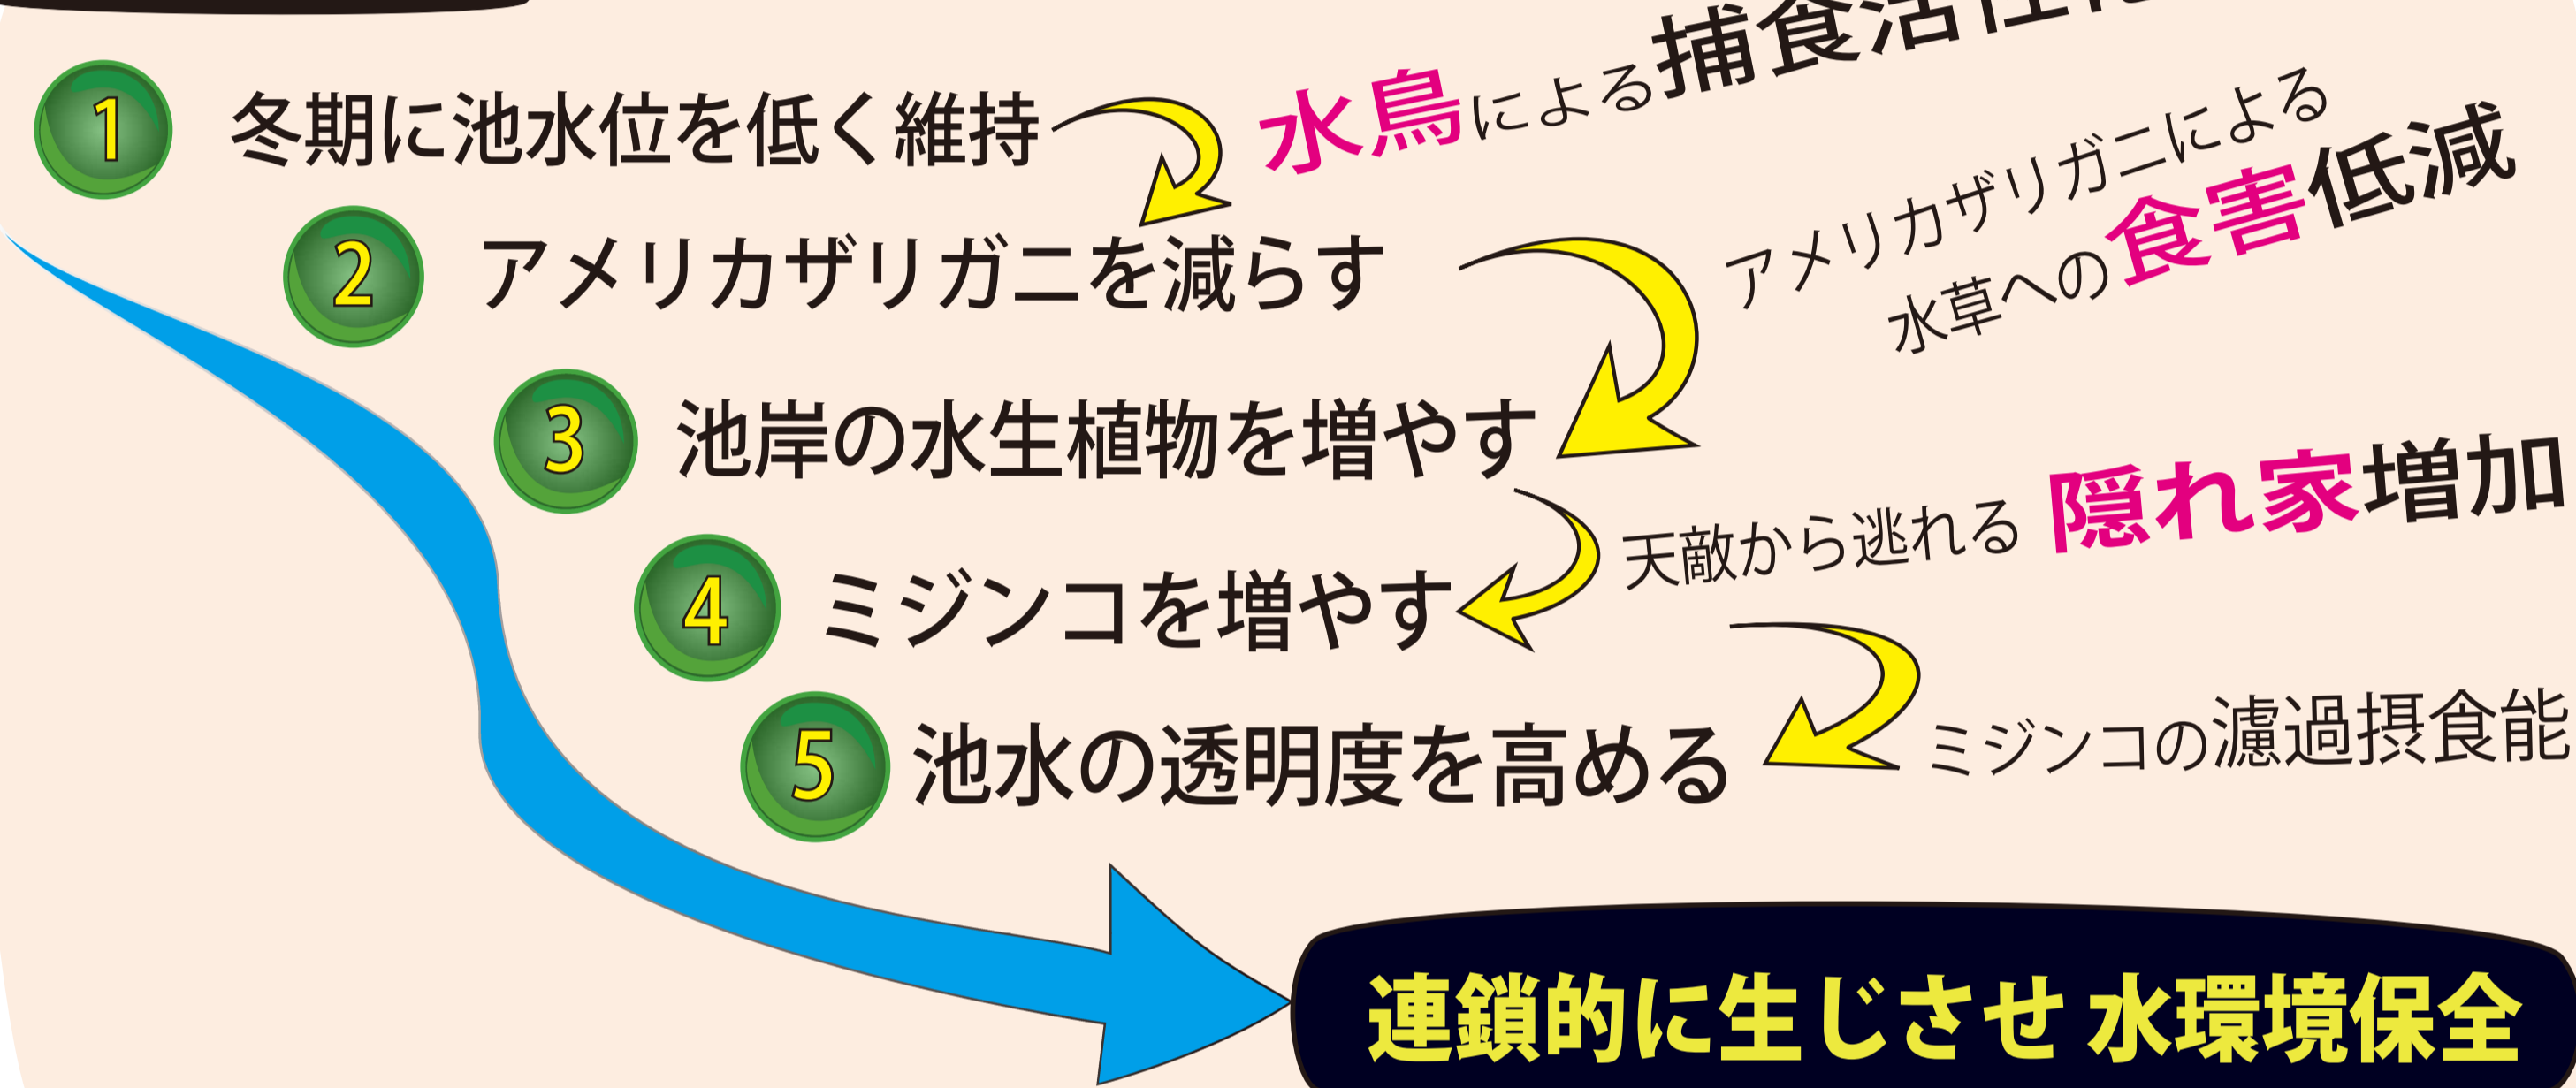 1 冬期に池水位を低く維持
水鳥による捕食活性
2 アメリカザリガニを減らす
アメリカザリガニによる
水草への食害低減
3 池岸の水生植物を増やす
天敵から逃れる 隠れ家増加
4 ミジンコを増やす
ミジンコの濾過摂食能
5 池水の透明度を高める
連鎖的に生じさせ 水環境保全